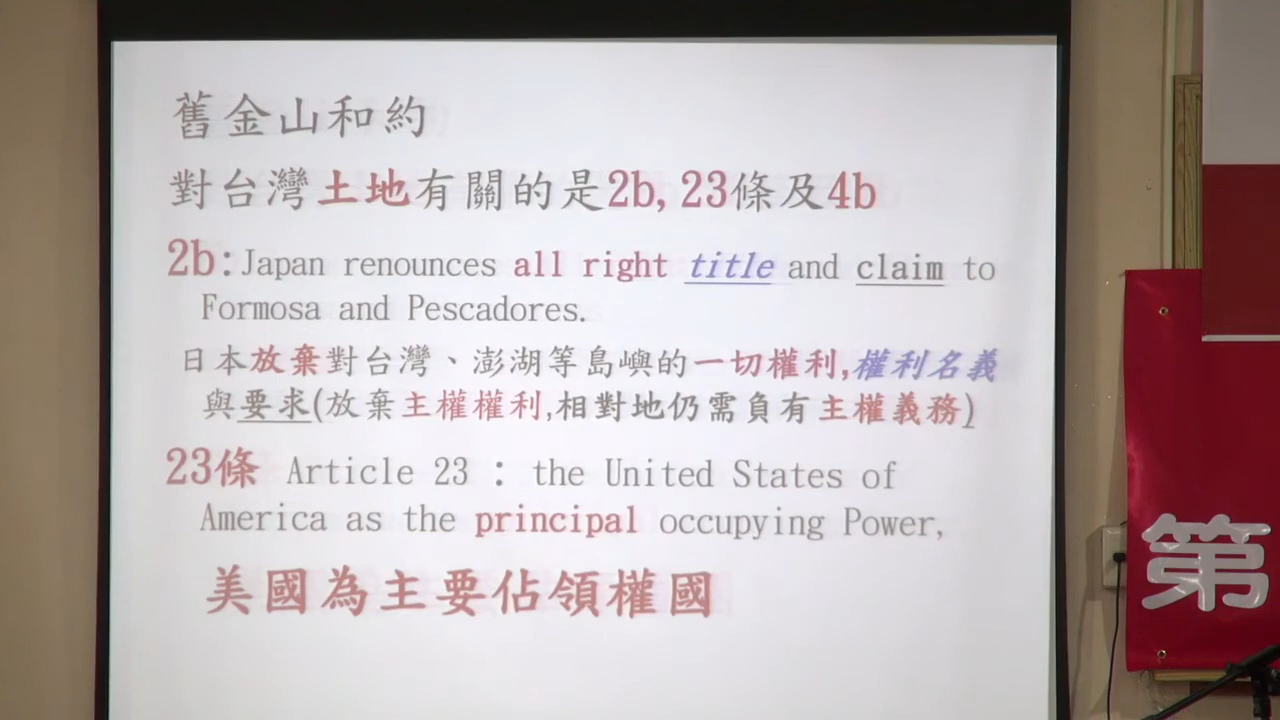 舊金山和約
對台灣土地有關的是2b, 23條及4b
2b:Japan renounces all right title and claim to
Formosa and Pescadores.
日本放棄對台灣、澎湖等島嶼的一切權利,權利名義
與要求(放棄主權權利,相對地仍需負有主權義務)
23條 Article 23 : the United States of
America as the principal occupying Power,
美國為主要佔領權國
第